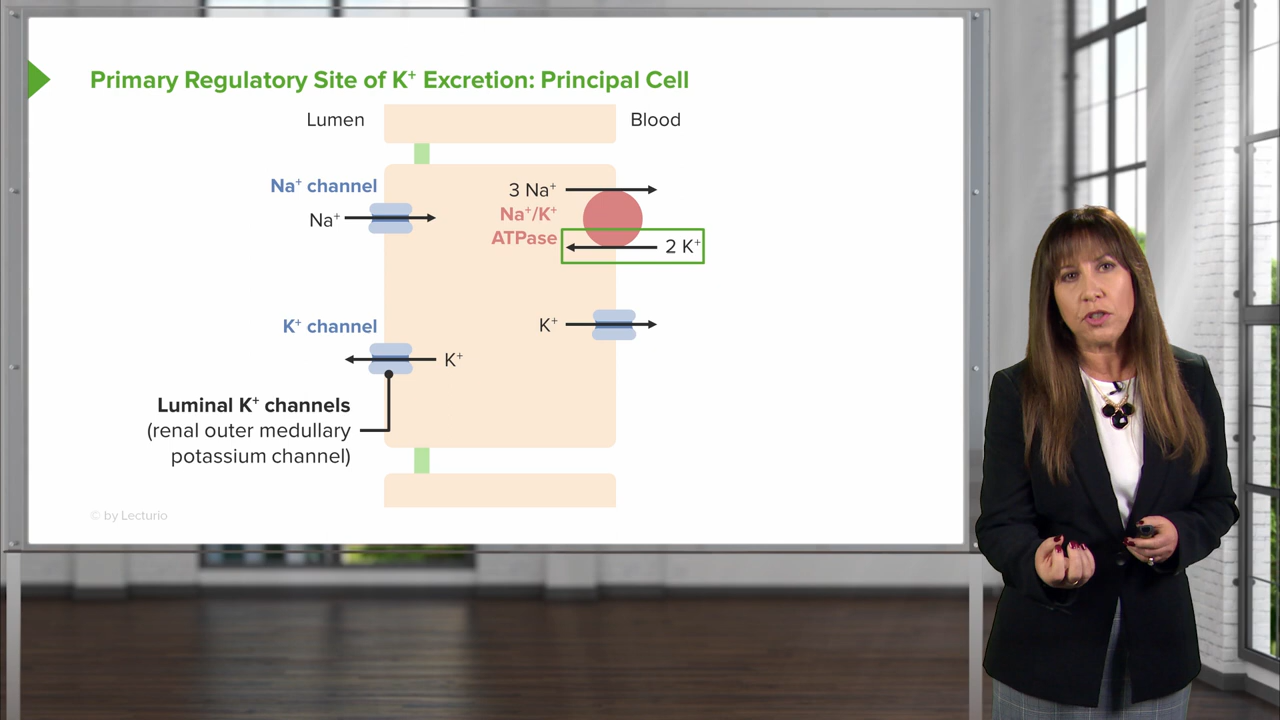 Primary Regulatory Site of K⁺ Excretion: Principal Cell
Lumen
Blood
Na⁺ channel
Na⁺
3 Na⁺
Na⁺/K⁺
ATPase
2 K⁺
K⁺ channel
K⁺
K⁺
Luminal K⁺ channels
(renal outer medullary
potassium channel)
© by Lecturio